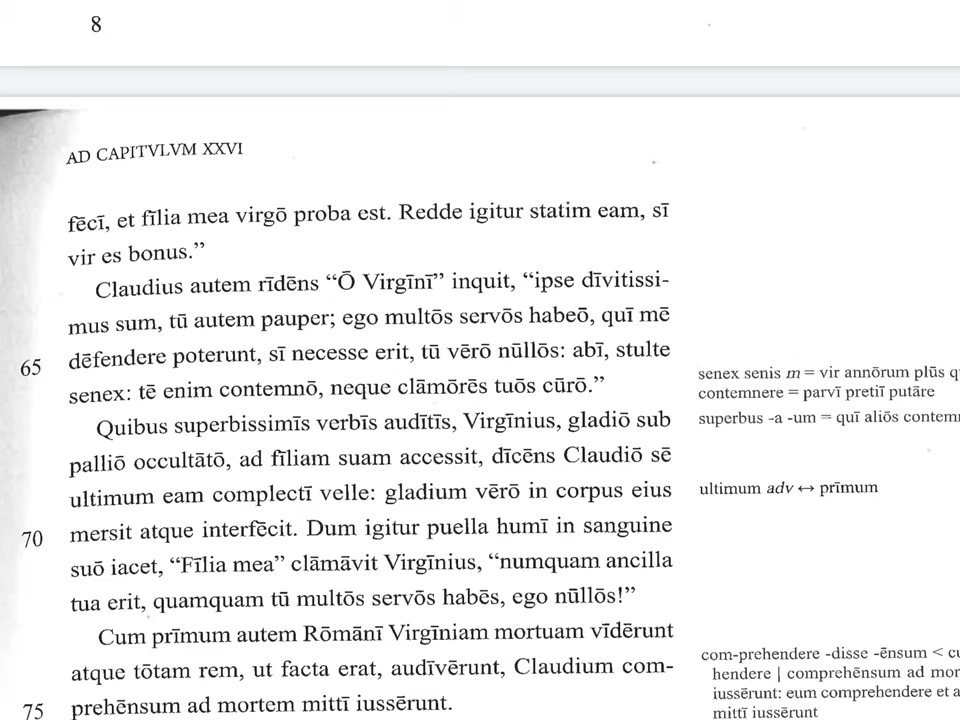 8
AD CAPITVLVM XXVI
fēcī, et fīlia mea virgō proba est. Redde igitur statim eam, sī
vir es bonus.”
Claudius autem rīdēns “Ō Virgīnī” inquit, “ipse dīvitissi-
mus sum, tū autem pauper; ego multōs servōs habeō, quī mē
65 dēfendere poterunt, sī necesse erit, tū vērō nūllōs: abī, stulte
senex: tē enim contemnō, neque clāmōrēs tuōs cūrō.”
Quibus superbissimīs verbīs audītīs, Virgīnius, gladiō sub
palliō occultātō, ad fīliam suam accessit, dīcēns Claudiō sē
ultimum eam complectī velle: gladium vērō in corpus eius
70 mersit atque interfēcit. Dum igitur puella humī in sanguine
suō iacet, “Fīlia mea” clāmāvit Virgīnius, “numquam ancilla
tua erit, quamquam tū multōs servōs habēs, ego nūllōs!”
Cum prīmum autem Rōmānī Virgīniam mortuam vīdērunt
atque tōtam rem, ut facta erat, audīvērunt, Claudium com-
75 prehēnsum ad mortem mittī iussērunt.
senex senis m = vir annōrum plūs
contemnere = parvī pretiī putāre
superbus -a -um = quī aliōs
ultimum adv ↔ prīmum
com-prehendere -disse -ēnsum <
hendere | comprehēnsum ad
iussērunt: eum comprehendere et
mittī iussērunt